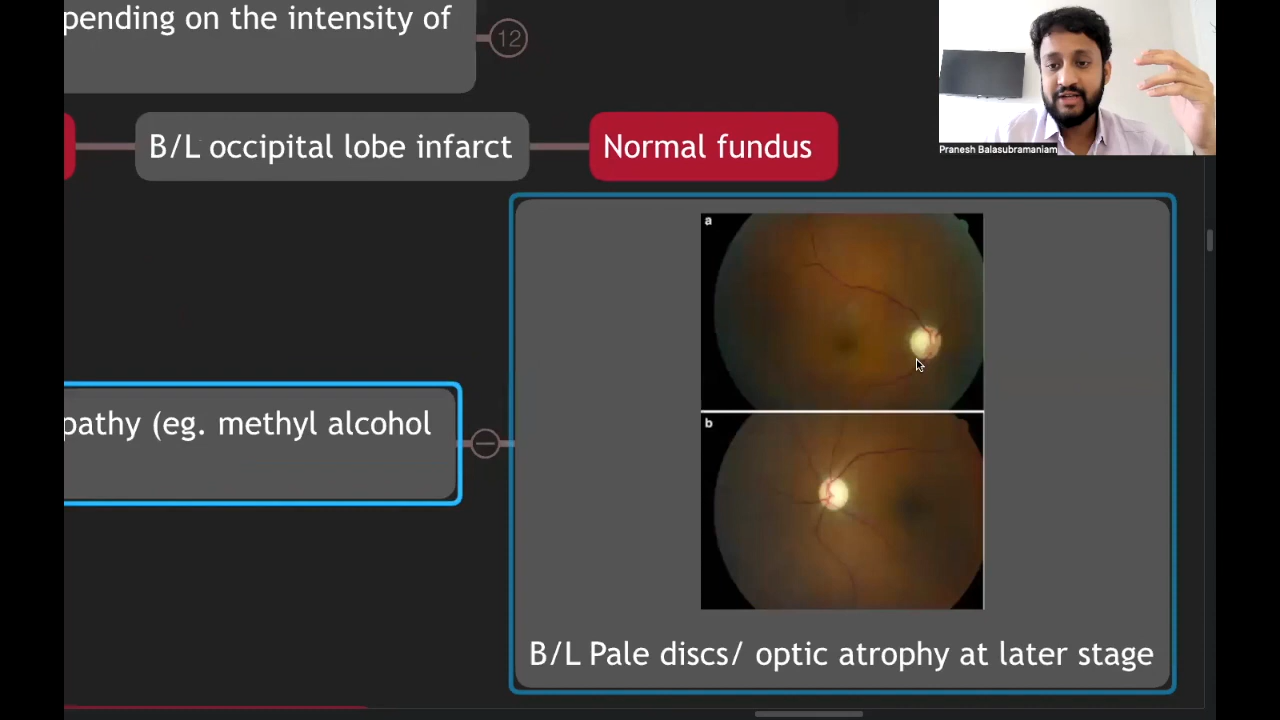 pending on the intensity of
12
B/L occipital lobe infarct
Normal fundus
Pranesh Balasubramaniam
a
pathy (eg. methyl alcohol
b
B/L Pale discs/ optic atrophy at later stage